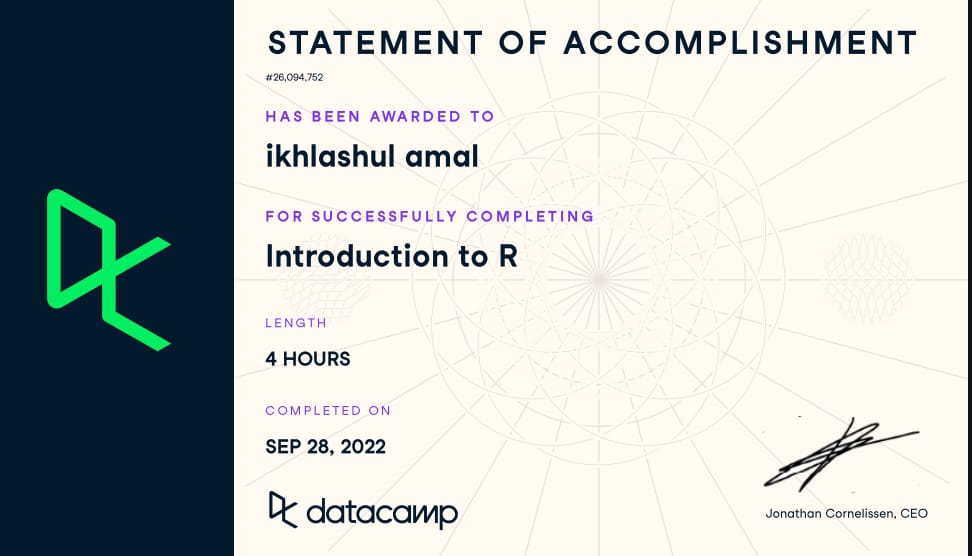 STATEMENT OF ACCOMPLISHMENT
#26,094,752
HAS BEEN AWARDED TO
ikhlashul amal
FOR SUCCESSFULLY COMPLETING
Introduction to R
LENGTH
4 HOURS
COMPLETED ON
SEP 28, 2022
datacamp
Jonathan Cornelissen, CEO